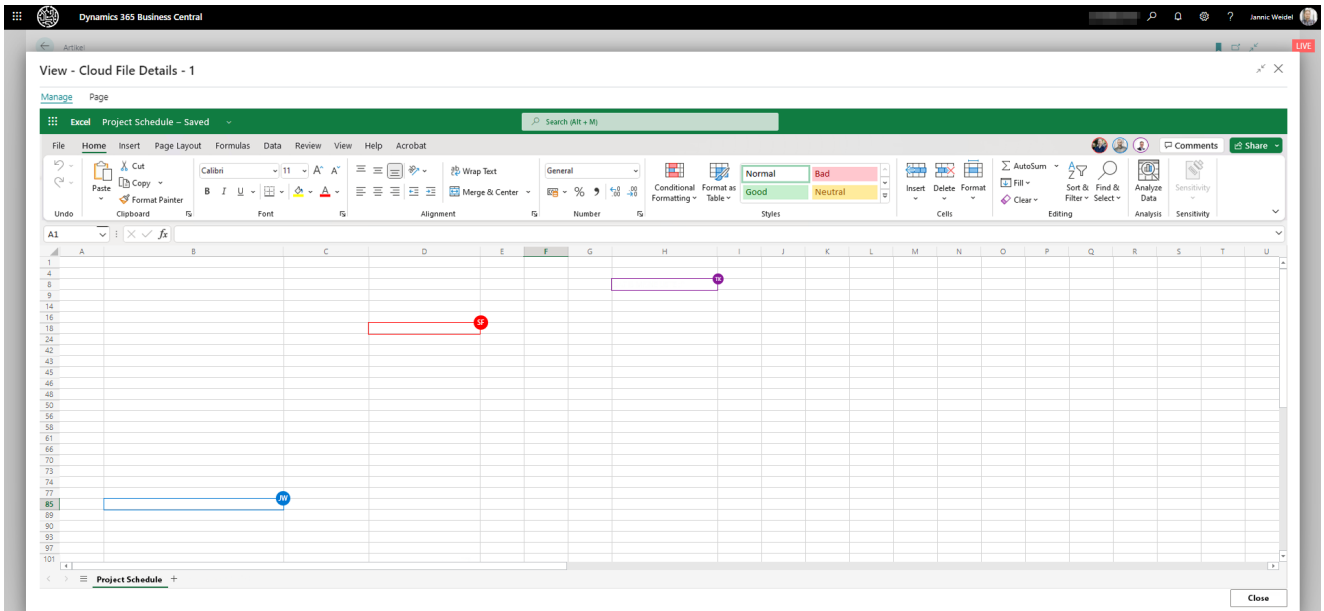 Dynamics 365 Business Central
? Jannic Weidel
Artikel
LIVE
View - Cloud File Details - 1
Manage Page
Excel Project Schedule – Saved
Search (Alt + M)
File Home Insert Page Layout Formulas Data Review View Help Acrobat
Comments Share
Paste
Cut
Copy
Format Painter
Calibri 11 A^ A˅
B I U A
Wrap Text
Merge & Center
General
% 9 .00
Conditional Formatting
Format as Table
Normal Bad
Good Neutral
Insert Delete Format
AutoSum
Fill
Clear
Sort & Filter
Find & Select
Analyze Data
Sensitivity
Undo Clipboard Font Alignment Number Styles Cells Editing Analysis Sensitivity
A1 fx
A B C D E F G H I J K L M N O P Q R S T U
1
4
8 TK
9
14
16
18 SF
24
42
43
45
46
48
50
56
58
61
66
70
73
74
77
85 JW
89
90
93
97
101
Project Schedule +
Close